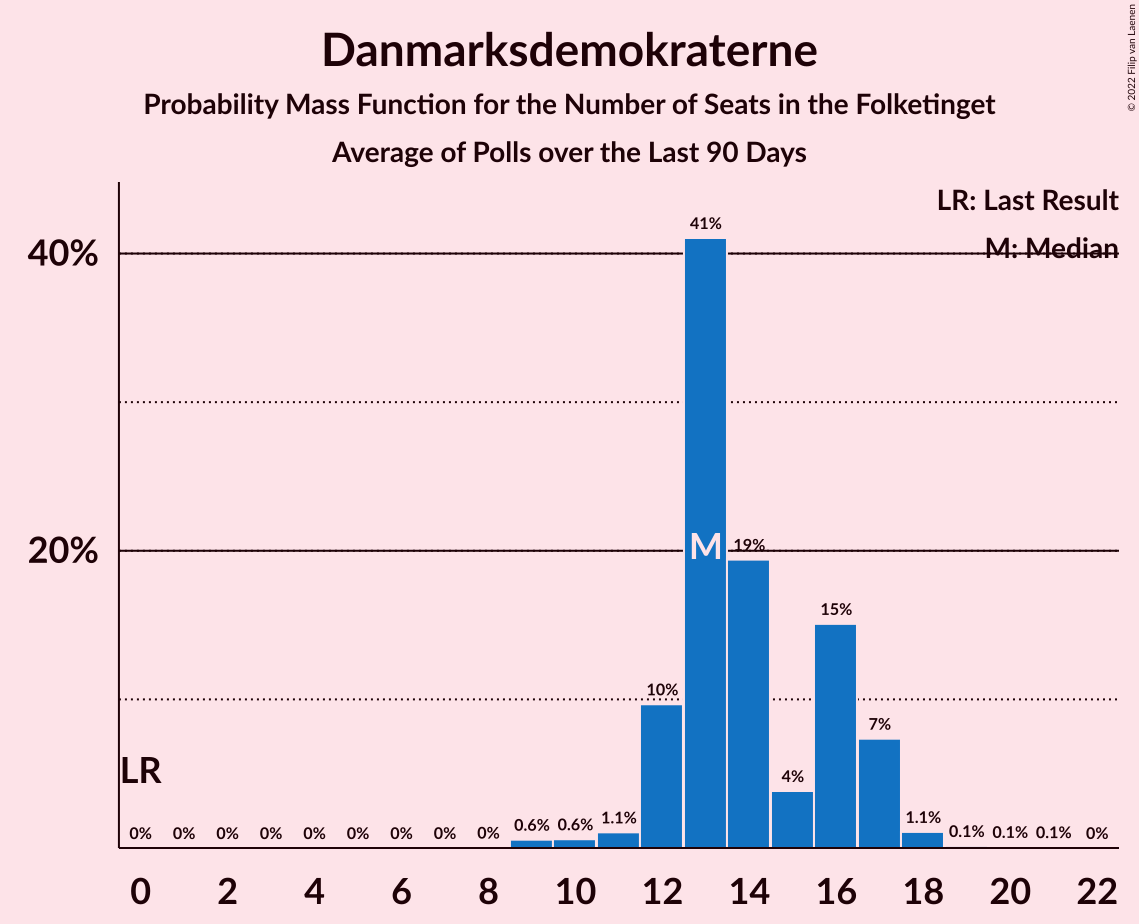 Danmarksdemokraterne
Probability Mass Function for the Number of Seats in the Folketinget
Average of Polls over the Last 90 Days
© 2022 Filip van Laenen
LR: Last Result
M: Median
40%
20%
41%
M
19%
15%
10%
7%
4%
LR
0% 0% 0% 0% 0% 0% 0% 0% 0% 0.6% 0.6% 1.1% 1.1% 0.1% 0.1% 0.1% 0%
0 2 4 6 8 10 12 14 16 18 20 22